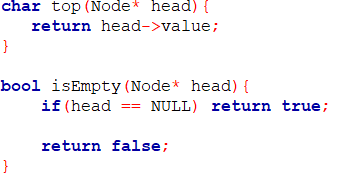 char top(Node* head){
    return head->value;
}

bool isEmpty(Node* head){
    if(head == NULL) return true;

    return false;
}